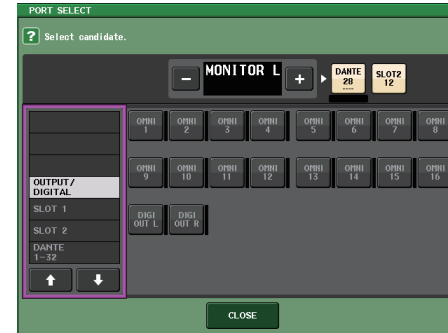 PORT SELECT
? Select candidate.
− MONITOR L + DANTE 28 ---- SLOT2 12
OMNI 1 OMNI 2 OMNI 3 OMNI 4 OMNI 5 OMNI 6 OMNI 7 OMNI 8
OMNI 9 OMNI 10 OMNI 11 OMNI 12 OMNI 13 OMNI 14 OMNI 15 OMNI 16
DIGI OUT L DIGI OUT R
OUTPUT/
DIGITAL
SLOT 1
SLOT 2
DANTE
1-32
CLOSE